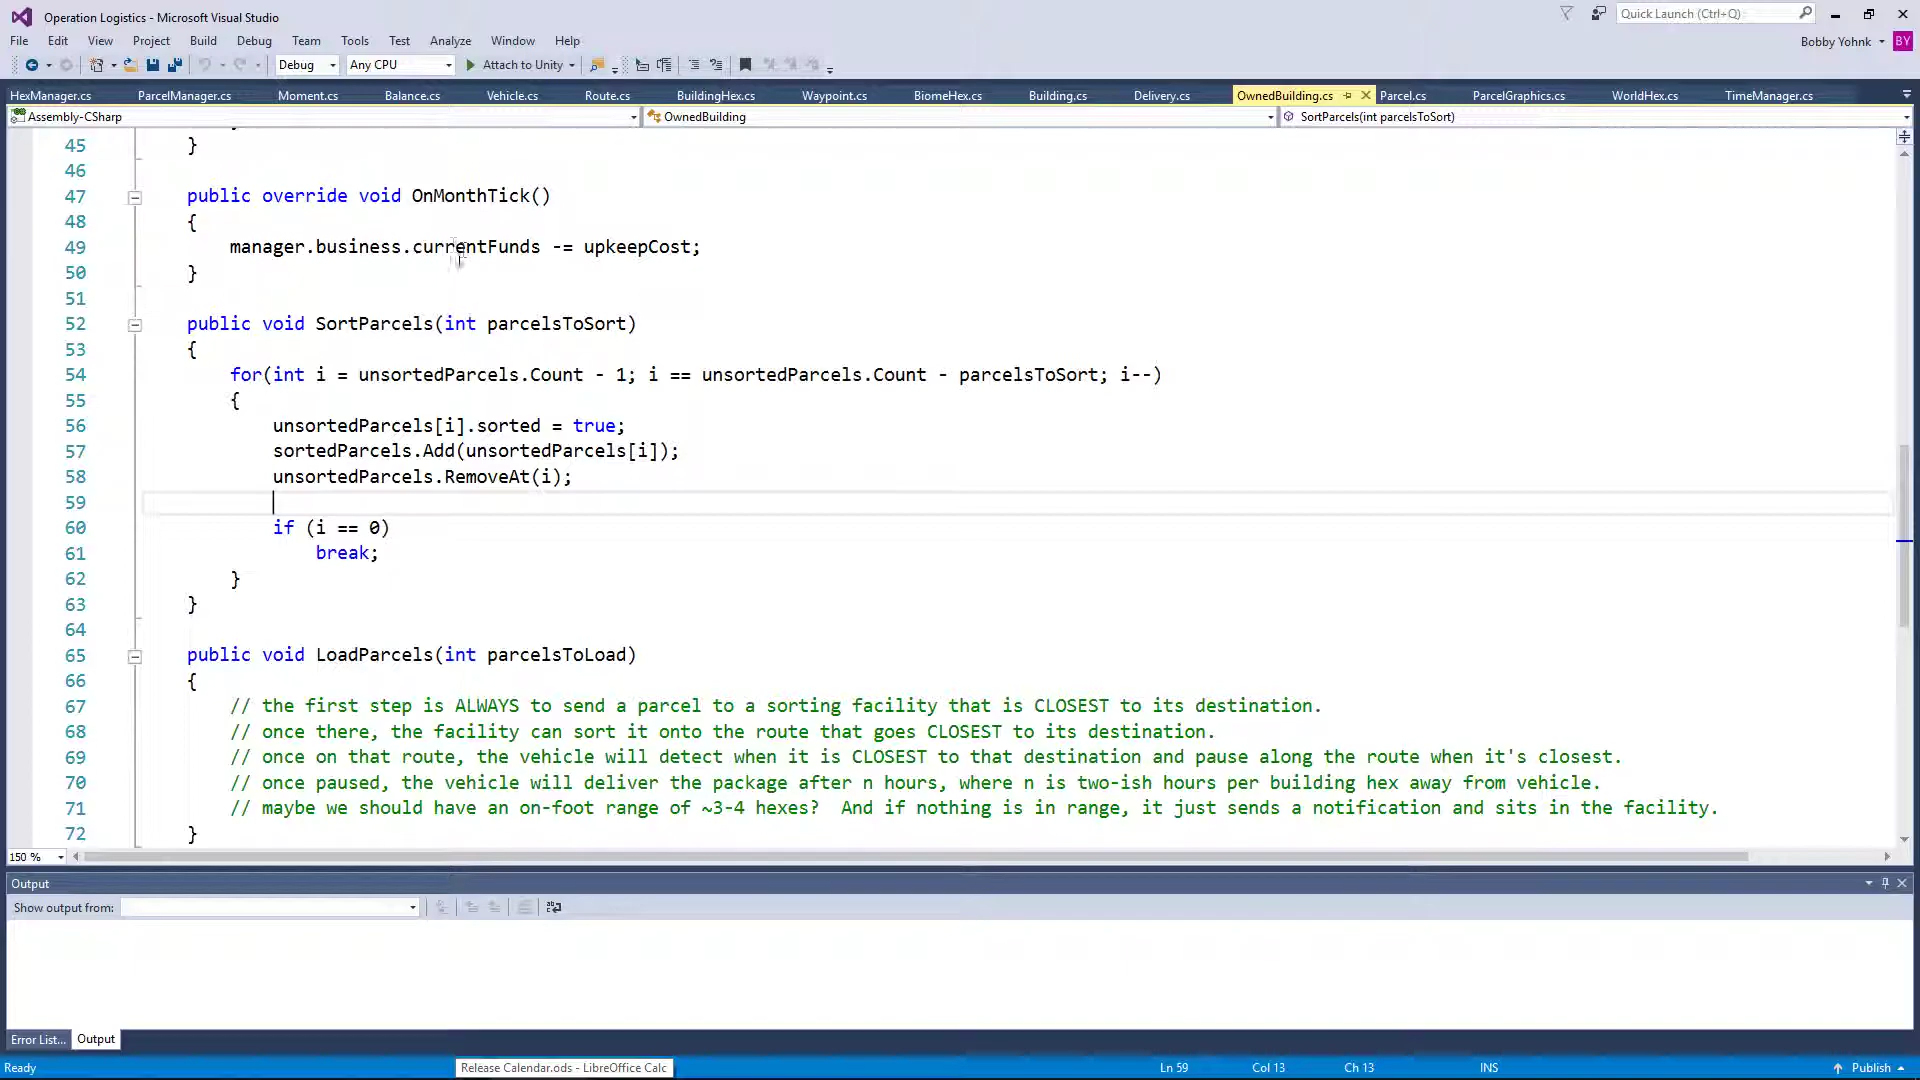 Operation Logistics - Microsoft Visual Studio
Quick Launch (Ctrl+Q)
File Edit View Project Build Debug Team Tools Test Analyze Window Help
Bobby Yohnk BY
Debug Any CPU Attach to Unity
HexManager.cs ParcelManager.cs Moment.cs Balance.cs Vehicle.cs Route.cs BuildingHex.cs Waypoint.cs BiomeHex.cs Building.cs Delivery.cs OwnedBuilding.cs Parcel.cs ParcelGraphics.cs WorldHex.cs TimeManager.cs
Assembly-CSharp OwnedBuilding SortParcels(int parcelsToSort)
45 }
46
47 public override void OnMonthTick()
48 {
49 manager.business.currentFunds -= upkeepCost;
50 }
51
52 public void SortParcels(int parcelsToSort)
53 {
54 for(int i = unsortedParcels.Count - 1; i == unsortedParcels.Count - parcelsToSort; i--)
55 {
56 unsortedParcels[i].sorted = true;
57 sortedParcels.Add(unsortedParcels[i]);
58 unsortedParcels.RemoveAt(i);
59
60 if (i == 0)
61 break;
62 }
63 }
64
65 public void LoadParcels(int parcelsToLoad)
66 {
67 // the first step is ALWAYS to send a parcel to a sorting facility that is CLOSEST to its destination.
68 // once there, the facility can sort it onto the route that goes CLOSEST to its destination.
69 // once on that route, the vehicle will detect when it is CLOSEST to that destination and pause along the route when it's closest.
70 // once paused, the vehicle will deliver the package after n hours, where n is two-ish hours per building hex away from vehicle.
71 // maybe we should have an on-foot range of ~3-4 hexes?  And if nothing is in range, it just sends a notification and sits in the facility.
72 }
150 %
Output
Show output from:
Error List... Output
Ready Release Calendar.ods - LibreOffice Calc Ln 59 Col 13 Ch 13 INS Publish